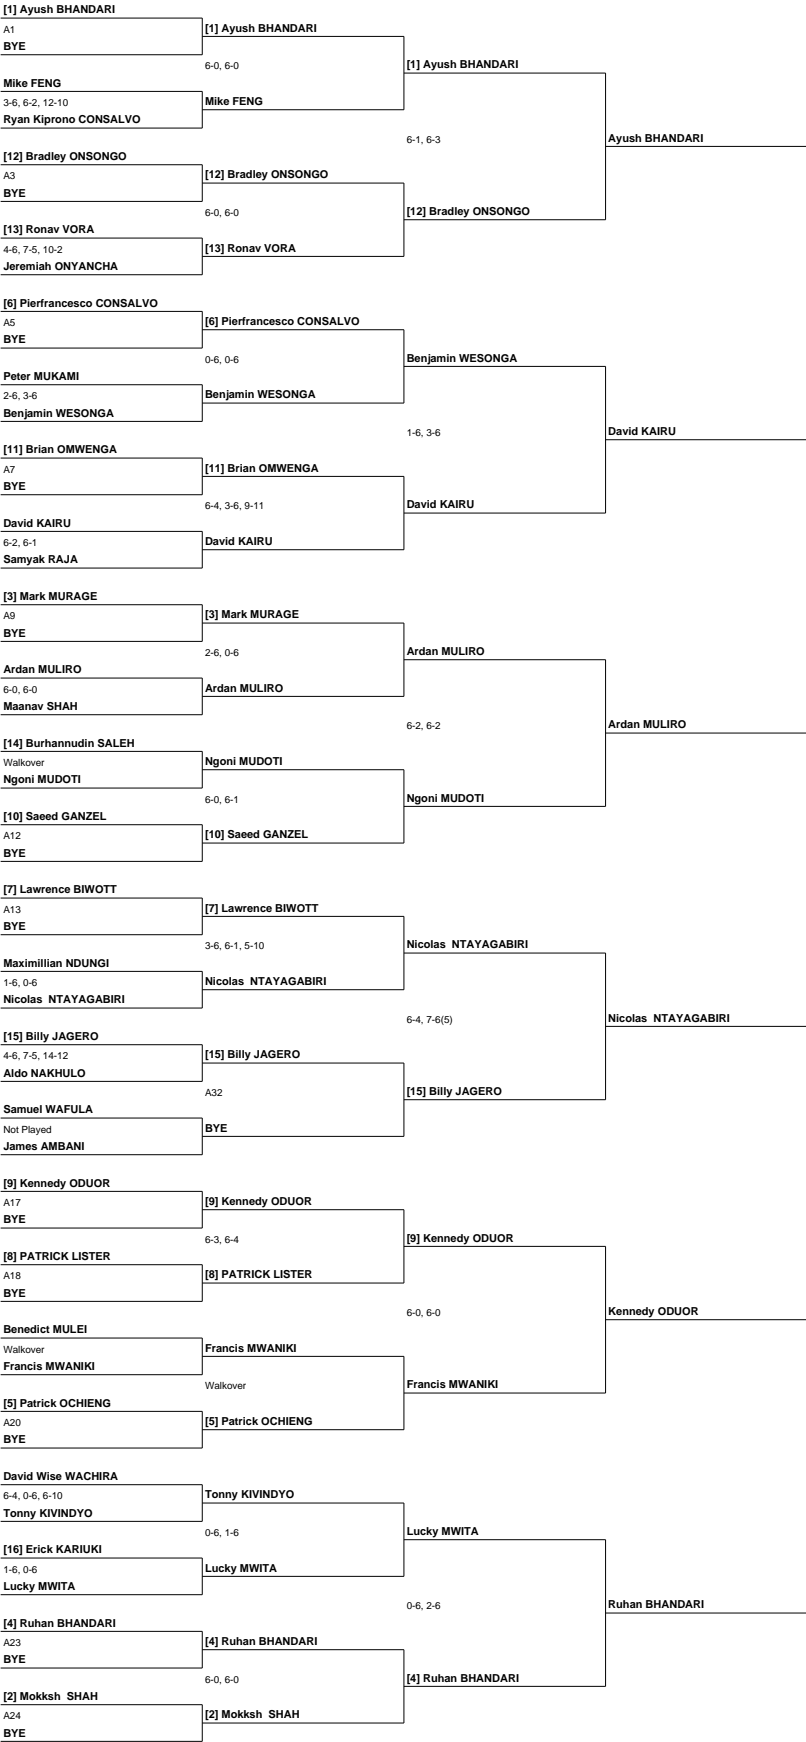 [1] Ayush BHANDARI
A1
BYE
[1] Ayush BHANDARI
6-0, 6-0
Mike FENG
3-6, 6-2, 12-10
Ryan Kiprono CONSALVO
Mike FENG
[1] Ayush BHANDARI
6-1, 6-3
Ayush BHANDARI
[12] Bradley ONSONGO
A3
BYE
[12] Bradley ONSONGO
6-0, 6-0
[12] Bradley ONSONGO
[13] Ronav VORA
4-6, 7-5, 10-2
Jeremiah ONYANCHA
[13] Ronav VORA
[6] Pierfrancesco CONSALVO
A5
BYE
[6] Pierfrancesco CONSALVO
0-6, 0-6
Benjamin WESONGA
Peter MUKAMI
2-6, 3-6
Benjamin WESONGA
Benjamin WESONGA
1-6, 3-6
David KAIRU
[11] Brian OMWENGA
A7
BYE
[11] Brian OMWENGA
6-4, 3-6, 9-11
David KAIRU
David KAIRU
6-2, 6-1
Samyak RAJA
David KAIRU
[3] Mark MURAGE
A9
BYE
[3] Mark MURAGE
2-6, 0-6
Ardan MULIRO
Ardan MULIRO
6-0, 6-0
Maanav SHAH
Ardan MULIRO
6-2, 6-2
Ardan MULIRO
[14] Burhannudin SALEH
Walkover
Ngoni MUDOTI
Ngoni MUDOTI
6-0, 6-1
Ngoni MUDOTI
[10] Saeed GANZEL
A12
BYE
[10] Saeed GANZEL
[7] Lawrence BIWOTT
A13
BYE
[7] Lawrence BIWOTT
3-6, 6-1, 5-10
Nicolas  NTAYAGABIRI
Maximillian NDUNGI
1-6, 0-6
Nicolas  NTAYAGABIRI
Nicolas  NTAYAGABIRI
6-4, 7-6(5)
Nicolas  NTAYAGABIRI
[15] Billy JAGERO
4-6, 7-5, 14-12
Aldo NAKHULO
[15] Billy JAGERO
A32
[15] Billy JAGERO
Samuel WAFULA
Not Played
James AMBANI
BYE
[9] Kennedy ODUOR
A17
BYE
[9] Kennedy ODUOR
6-3, 6-4
[9] Kennedy ODUOR
[8] PATRICK LISTER
A18
BYE
[8] PATRICK LISTER
6-0, 6-0
Kennedy ODUOR
Benedict MULEI
Walkover
Francis MWANIKI
Francis MWANIKI
Walkover
Francis MWANIKI
[5] Patrick OCHIENG
A20
BYE
[5] Patrick OCHIENG
David Wise WACHIRA
6-4, 0-6, 6-10
Tonny KIVINDYO
Tonny KIVINDYO
0-6, 1-6
Lucky MWITA
[16] Erick KARIUKI
1-6, 0-6
Lucky MWITA
Lucky MWITA
0-6, 2-6
Ruhan BHANDARI
[4] Ruhan BHANDARI
A23
BYE
[4] Ruhan BHANDARI
6-0, 6-0
[4] Ruhan BHANDARI
[2] Mokksh  SHAH
A24
BYE
[2] Mokksh  SHAH